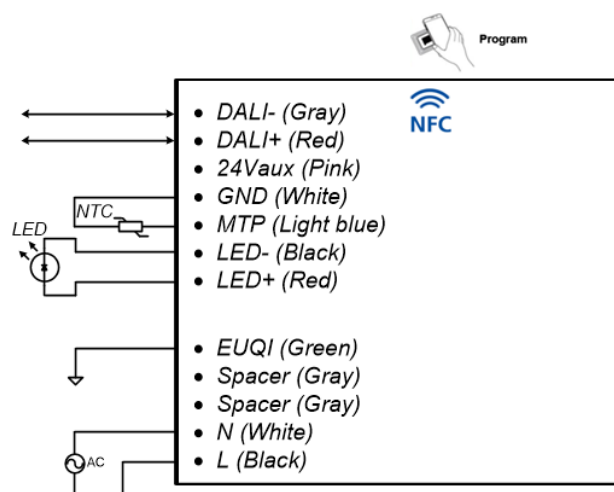 Program
NFC
• DALI- (Gray)
• DALI+ (Red)
• 24Vaux (Pink)
• GND (White)
NTC
• MTP (Light blue)
LED
• LED- (Black)
• LED+ (Red)
• EUQI (Green)
• Spacer (Gray)
• Spacer (Gray)
• N (White)
AC
• L (Black)